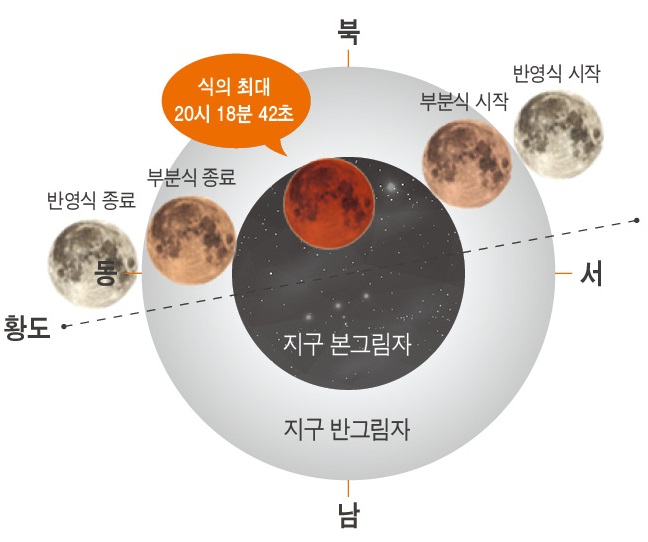 북
식의 최대
20시 18분 42초
반영식 시작
부분식 시작
부분식 종료
반영식 종료
동
서
황도
지구 본그림자
지구 반그림자
남